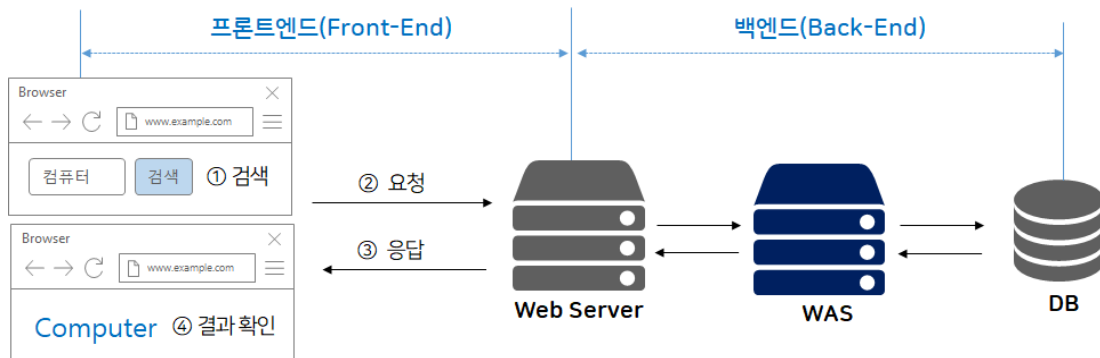 프론트엔드(Front-End)
백엔드(Back-End)
Browser
www.example.com
컴퓨터
검색
① 검색
② 요청
③ 응답
Browser
www.example.com
Computer
④ 결과 확인
Web Server
WAS
DB